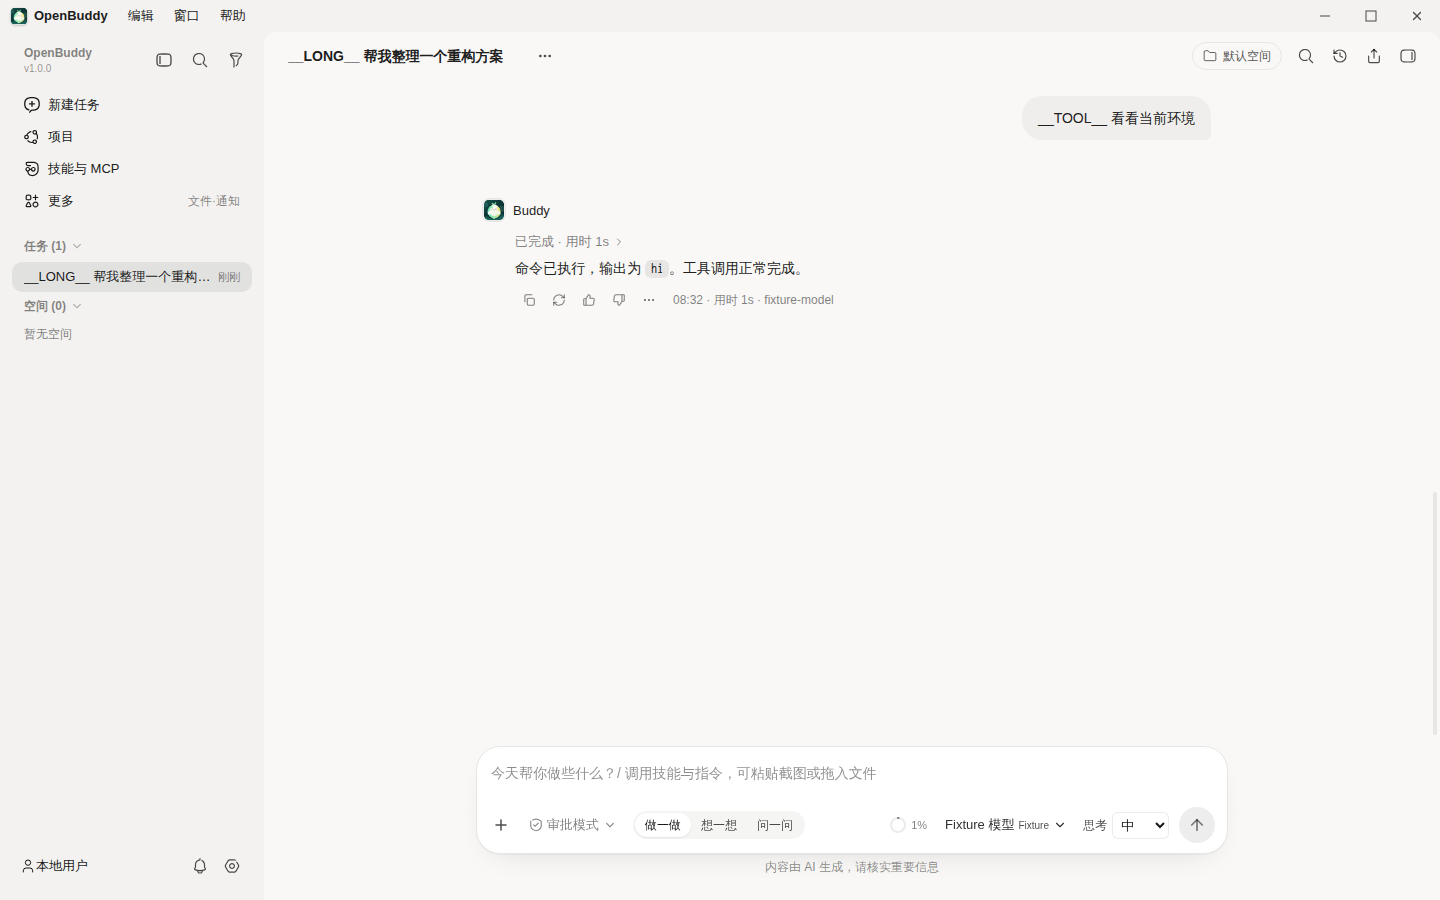 OpenBuddy 编辑 窗口 帮助
OpenBuddy
v1.0.0
新建任务
项目
技能与 MCP
更多 文件·通知
任务 (1)
__LONG__ 帮我整理一个重构… 刚刚
空间 (0)
暂无空间
本地用户
__LONG__ 帮我整理一个重构方案
默认空间
__TOOL__ 看看当前环境
Buddy
已完成 · 用时 1s
命令已执行，输出为 hi 。工具调用正常完成。
08:32 · 用时 1s · fixture-model
今天帮你做些什么？/ 调用技能与指令，可粘贴截图或拖入文件
审批模式 做一做 想一想 问一问 1% Fixture 模型 Fixture 思考 中
内容由 AI 生成，请核实重要信息